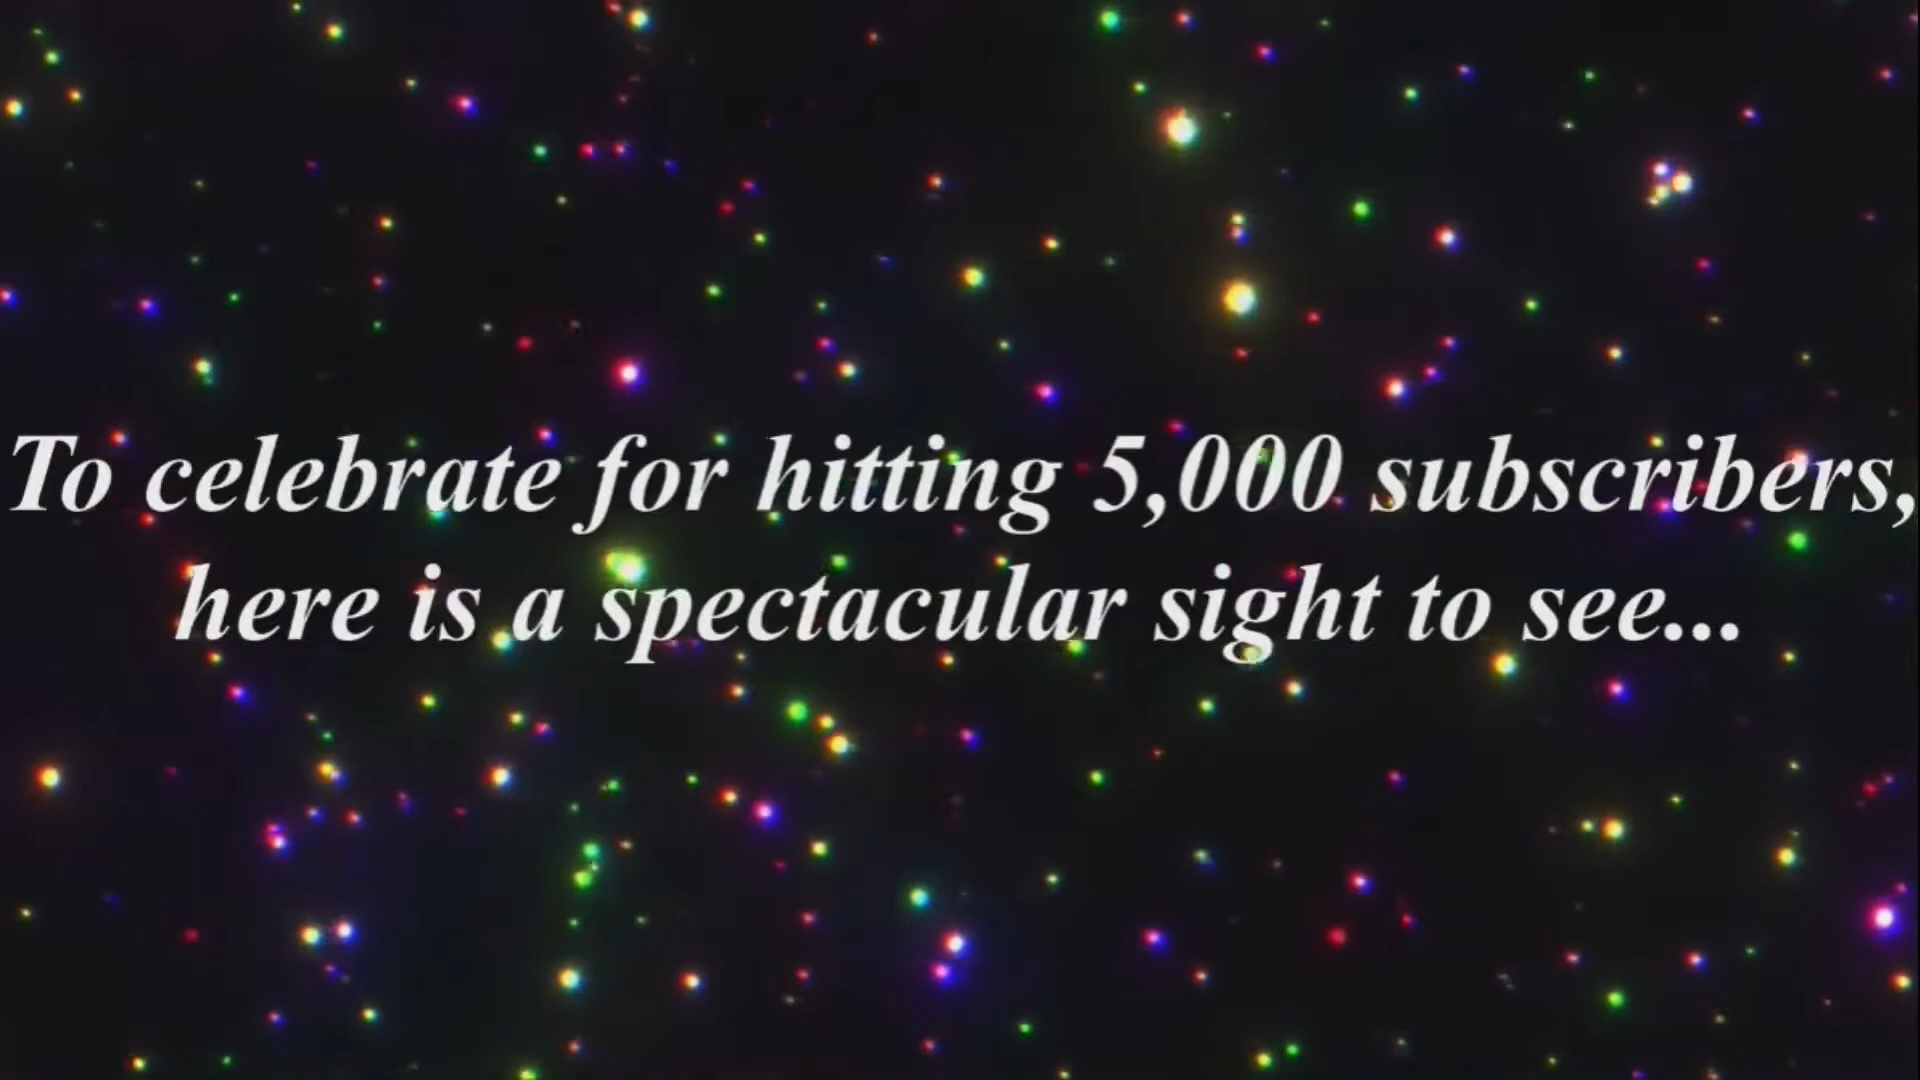 To celebrate for hitting 5,000 subscribers,
here is a spectacular sight to see...